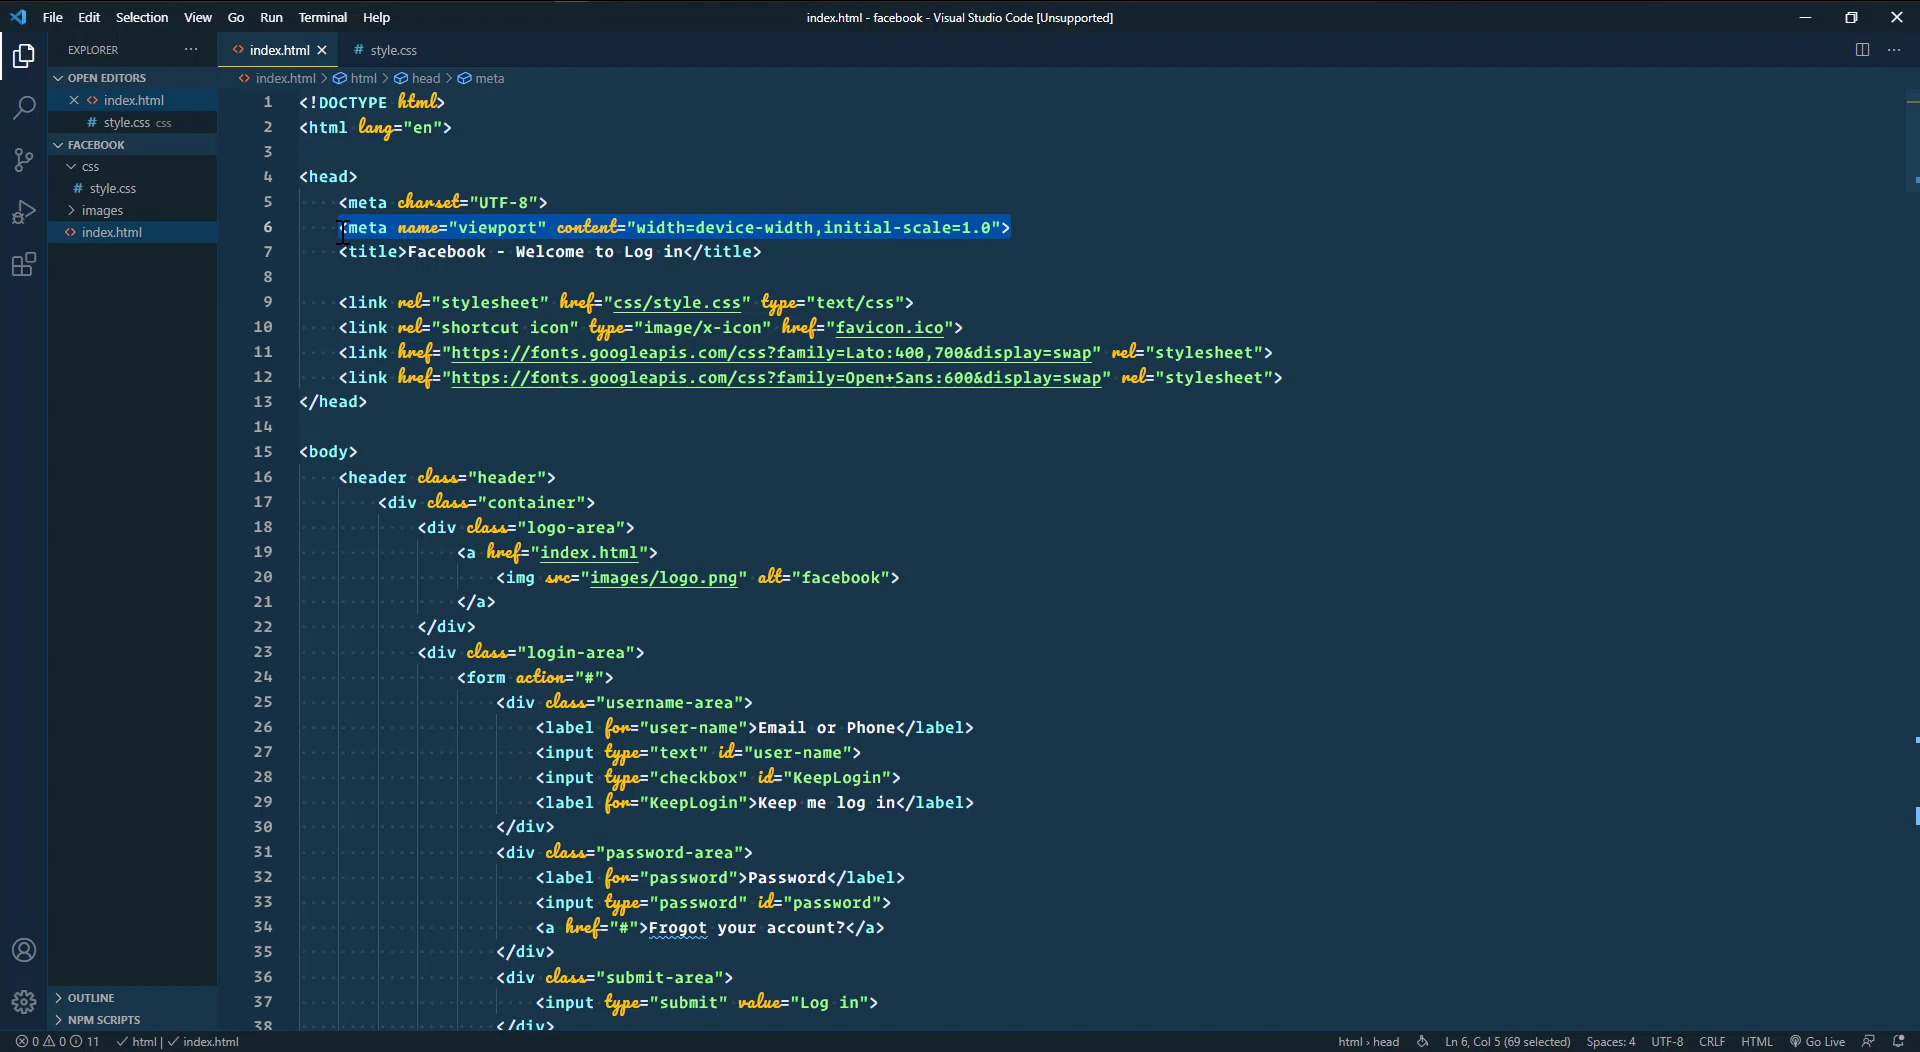 File Edit Selection View Go Run Terminal Help
index.html - facebook - Visual Studio Code [Unsupported]
EXPLORER
index.html
# style.css
OPEN EDITORS
index.html
# style.css css
FACEBOOK
css
# style.css
images
index.html
OUTLINE
NPM SCRIPTS
index.html > html > head > meta
1 <!DOCTYPE html>
2 <html lang="en">
3
4 <head>
5 <meta charset="UTF-8">
6 <meta name="viewport" content="width=device-width,initial-scale=1.0">
7 <title>Facebook - Welcome to Log in</title>
8
9 <link rel="stylesheet" href="css/style.css" type="text/css">
10 <link rel="shortcut icon" type="image/x-icon" href="favicon.ico">
11 <link href="https://fonts.googleapis.com/css?family=Lato:400,700&display=swap" rel="stylesheet">
12 <link href="https://fonts.googleapis.com/css?family=Open+Sans:600&display=swap" rel="stylesheet">
13 </head>
14
15 <body>
16 <header class="header">
17 <div class="container">
18 <div class="logo-area">
19 <a href="index.html">
20 <img src="images/logo.png" alt="facebook">
21 </a>
22 </div>
23 <div class="login-area">
24 <form action="#">
25 <div class="username-area">
26 <label for="user-name">Email or Phone</label>
27 <input type="text" id="user-name">
28 <input type="checkbox" id="KeepLogin">
29 <label for="KeepLogin">Keep me log in</label>
30 </div>
31 <div class="password-area">
32 <label for="password">Password</label>
33 <input type="password" id="password">
34 <a href="#">Frogot your account?</a>
35 </div>
36 <div class="submit-area">
37 <input type="submit" value="Log in">
38 </div>
0 0 11 html | index.html
html > head Ln 6, Col 5 (69 selected) Spaces: 4 UTF-8 CRLF HTML Go Live